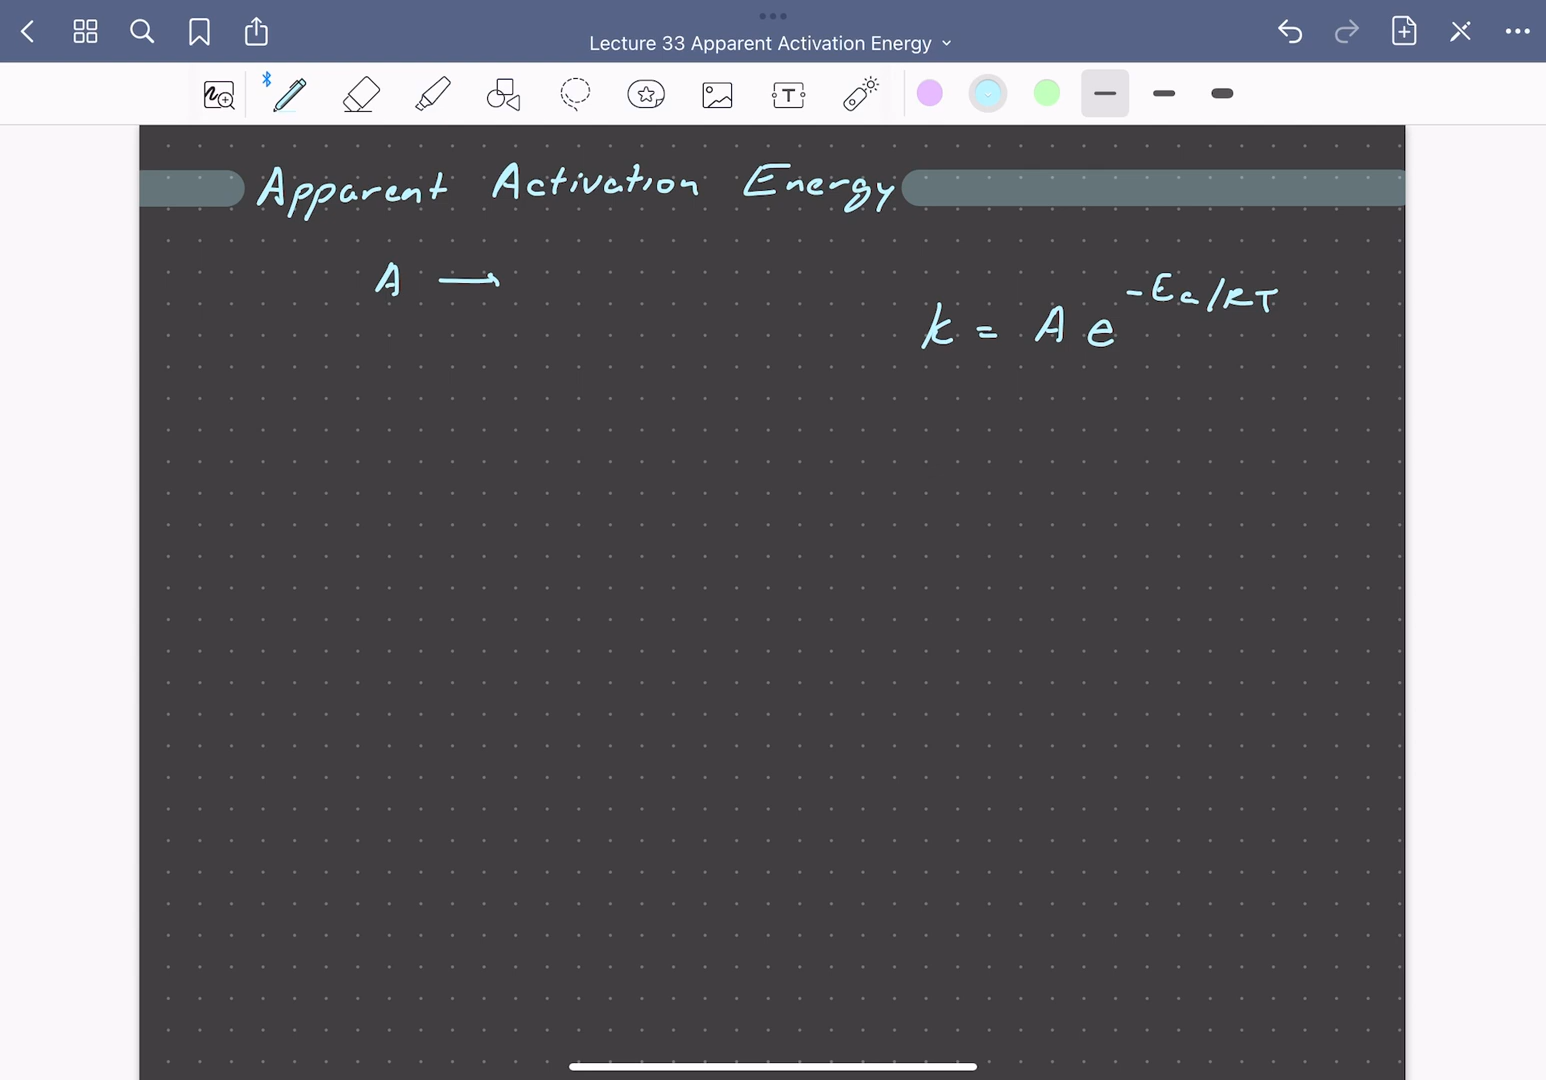 Lecture 33 Apparent Activation Energy
T
Apparent Activation Energy
A →
k = A e^{-Ea/RT}